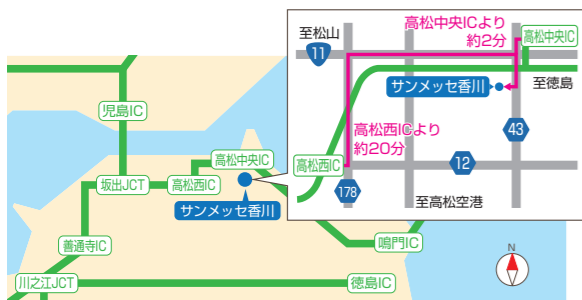 至松山
11
高松中央ICより
約2分
高松中央IC
至徳島
サンメッセ香川
高松西ICより
約20分
43
12
高松西IC
178
至高松空港
児島IC
高松中央IC
坂出JCT
高松西IC
サンメッセ香川
善通寺IC
鳴門IC
川之江JCT
徳島IC
N